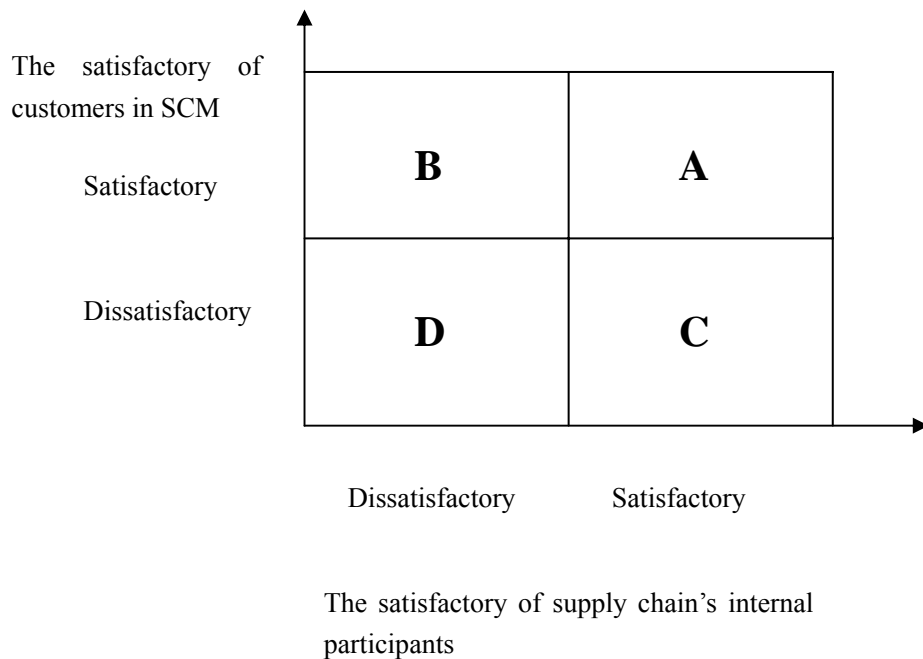 The satisfactory of
customers in SCM
B
A
Satisfactory
Dissatisfactory
D
C
Dissatisfactory
Satisfactory
The satisfactory of supply chain’s internal
participants